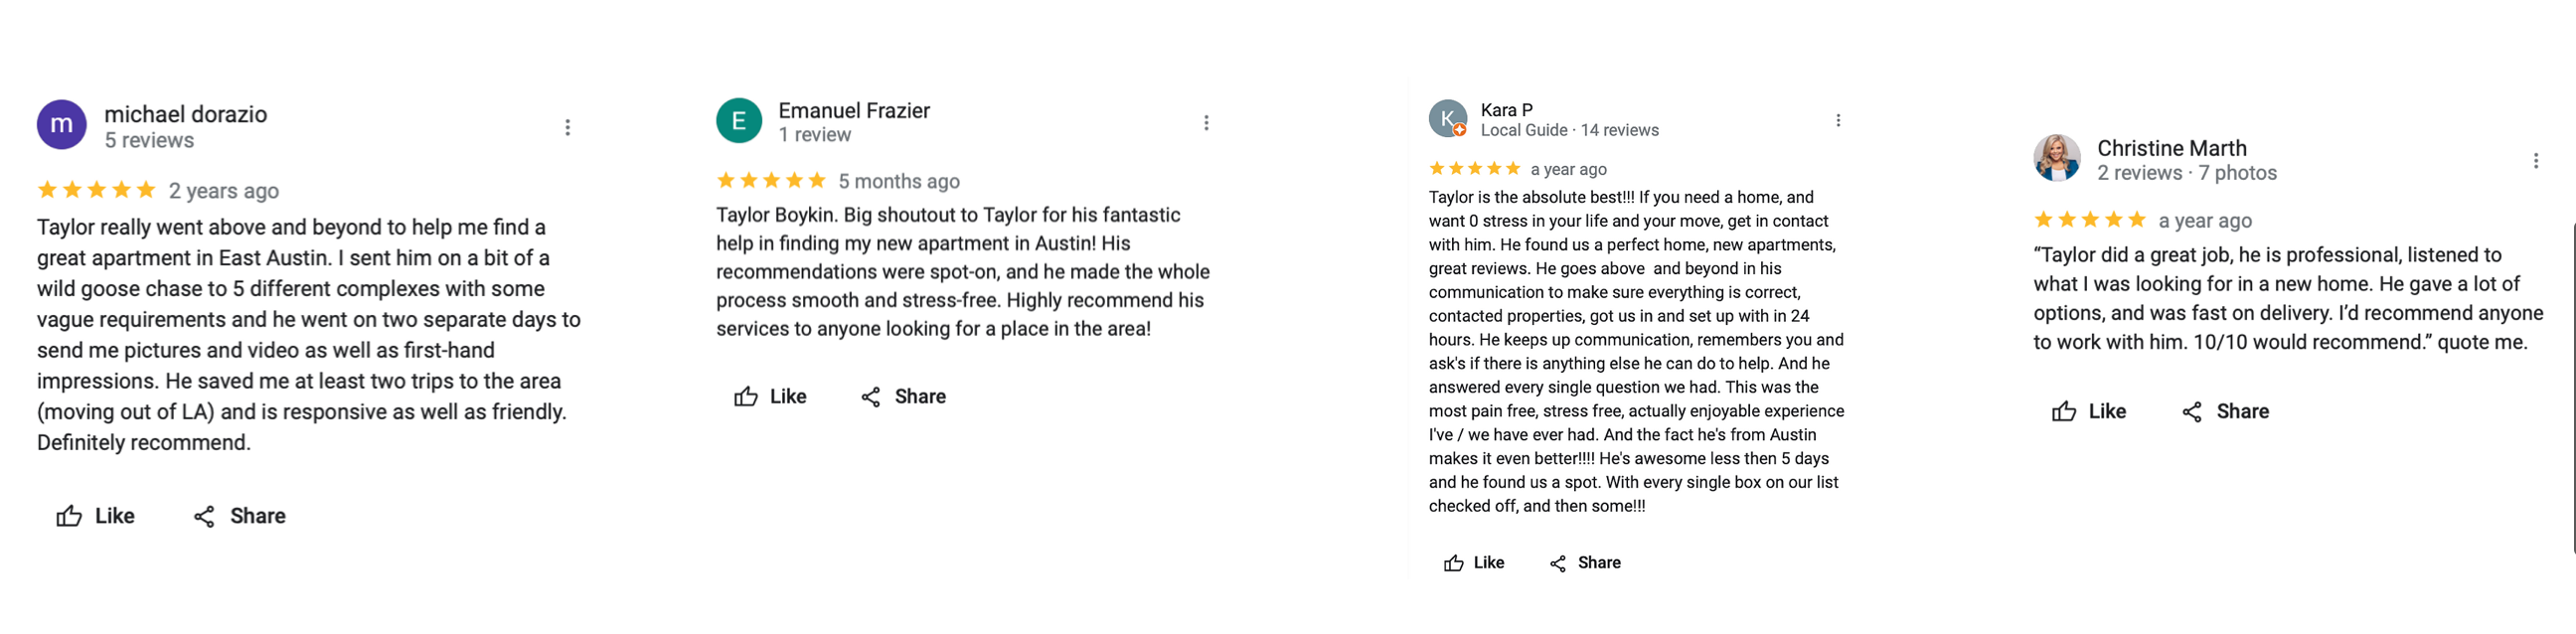 m
michael dorazio
5 reviews
2 years ago
Taylor really went above and beyond to help me find a
great apartment in East Austin. I sent him on a bit of a
wild goose chase to 5 different complexes with some
vague requirements and he went on two separate days to
send me pictures and video as well as first-hand
impressions. He saved me at least two trips to the area
(moving out of LA) and is responsive as well as friendly.
Definitely recommend.
Like
Share
E
Emanuel Frazier
1 review
5 months ago
Taylor Boykin. Big shoutout to Taylor for his fantastic
help in finding my new apartment in Austin! His
recommendations were spot-on, and he made the whole
process smooth and stress-free. Highly recommend his
services to anyone looking for a place in the area!
Like
Share
K
Kara P
Local Guide · 14 reviews
a year ago
Taylor is the absolute best!!! If you need a home, and
want 0 stress in your life and your move, get in contact
with him. He found us a perfect home, new apartments,
great reviews. He goes above  and beyond in his
communication to make sure everything is correct,
contacted properties, got us in and set up with in 24
hours. He keeps up communication, remembers you and
ask's if there is anything else he can do to help. And he
answered every single question we had. This was the
most pain free, stress free, actually enjoyable experience
I've / we have ever had. And the fact he's from Austin
makes it even better!!!! He's awesome less then 5 days
and he found us a spot. With every single box on our list
checked off, and then some!!!
Like
Share
Christine Marth
2 reviews · 7 photos
a year ago
“Taylor did a great job, he is professional, listened to
what I was looking for in a new home. He gave a lot of
options, and was fast on delivery. I’d recommend anyone
to work with him. 10/10 would recommend.” quote me.
Like
Share